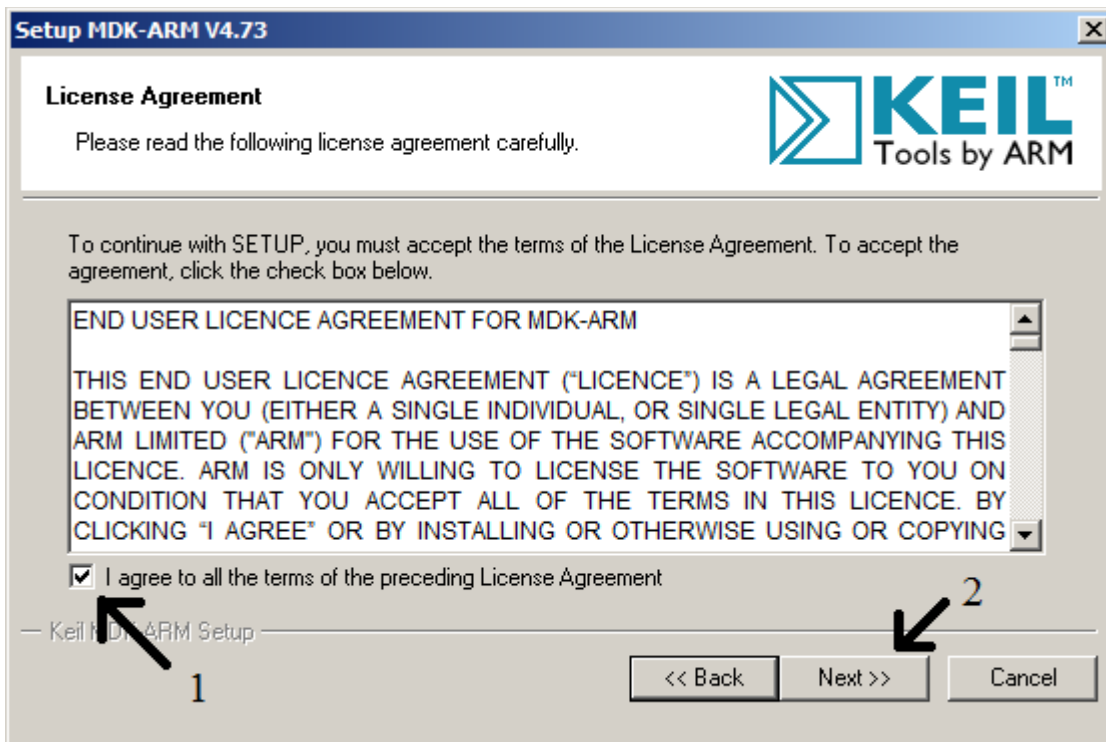 Setup MDK-ARM V4.73
License Agreement
Please read the following license agreement carefully.
KEIL™
Tools by ARM
To continue with SETUP, you must accept the terms of the License Agreement. To accept the
agreement, click the check box below.
END USER LICENCE AGREEMENT FOR MDK-ARM
THIS END USER LICENCE AGREEMENT (“LICENCE”) IS A LEGAL AGREEMENT
BETWEEN YOU (EITHER A SINGLE INDIVIDUAL, OR SINGLE LEGAL ENTITY) AND
ARM LIMITED ("ARM") FOR THE USE OF THE SOFTWARE ACCOMPANYING THIS
LICENCE. ARM IS ONLY WILLING TO LICENSE THE SOFTWARE TO YOU ON
CONDITION THAT YOU ACCEPT ALL OF THE TERMS IN THIS LICENCE. BY
CLICKING “I AGREE” OR BY INSTALLING OR OTHERWISE USING OR COPYING
I agree to all the terms of the preceding License Agreement
2
Keil MDK-ARM Setup
1
<< Back
Next >>
Cancel